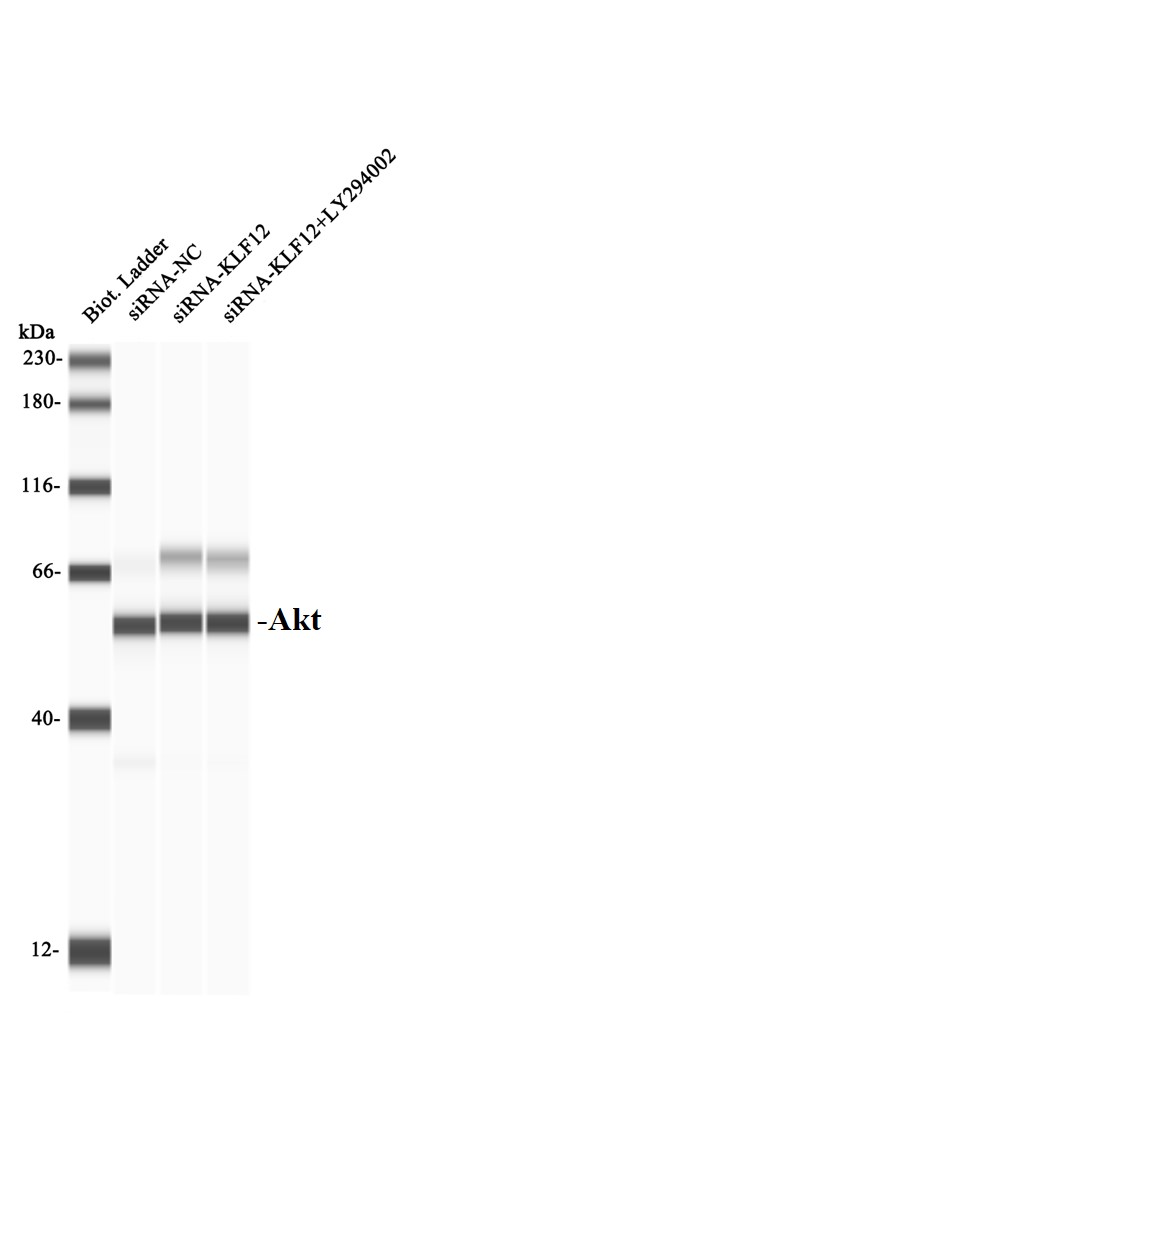 Biot. Ladder
siRNA-NC
siRNA-KLF12
siRNA-KLF12+LY294002
kDa
230-
180-
116-
66-
-Akt
40-
12-